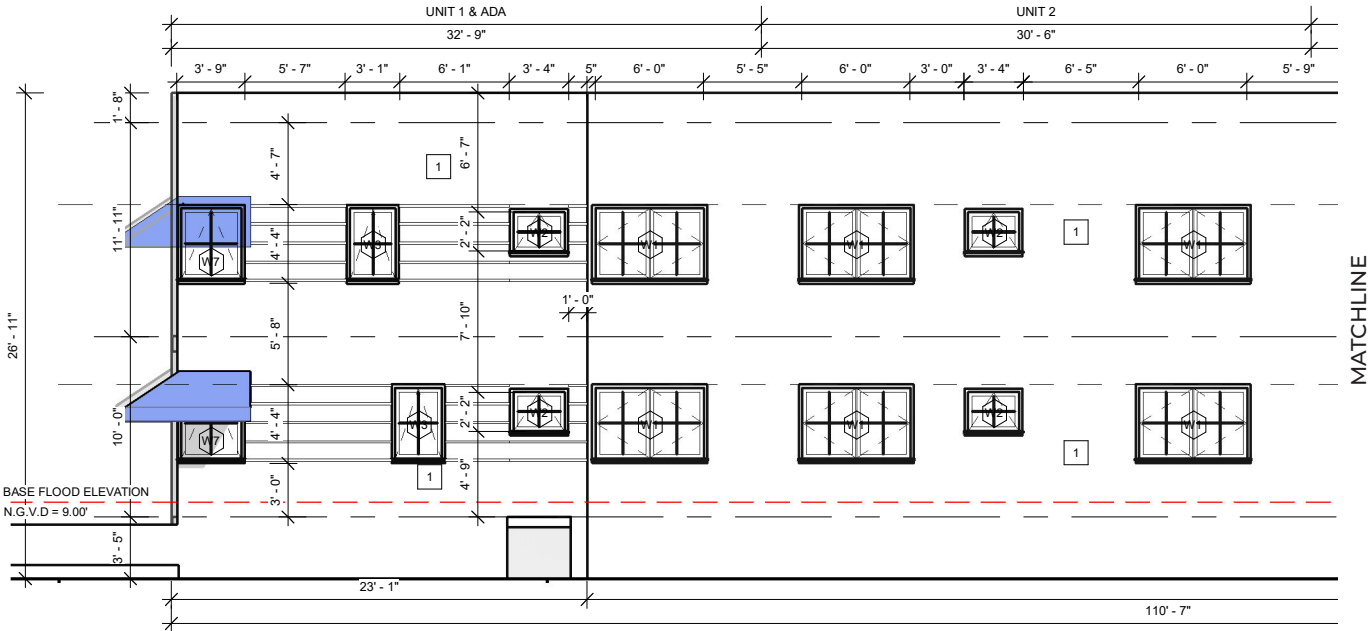 UNIT 1 & ADA
UNIT 2
32' - 9"
30' - 6"
3' - 9"
5' - 7"
3' - 1"
6' - 1"
3' - 4"
5"
6' - 0"
5' - 5"
6' - 0"
3' - 0"
3' - 4"
6' - 5"
6' - 0"
5' - 9"
1' - 8"
4' - 7"
6' - 7"
1
11' - 11"
4' - 4"
2' - 2"
W7
W3
W2
W1
W1
W2
1
W1
26' - 11"
1' - 0"
5' - 8"
7' - 10"
MATCHLINE
10' - 0"
4' - 4"
2' - 2"
W7
W3
W2
W1
W1
W2
W1
1
1
3' - 0"
4' - 9"
BASE FLOOD ELEVATION
N.G.V.D = 9.00'
3' - 5"
23' - 1"
110' - 7"